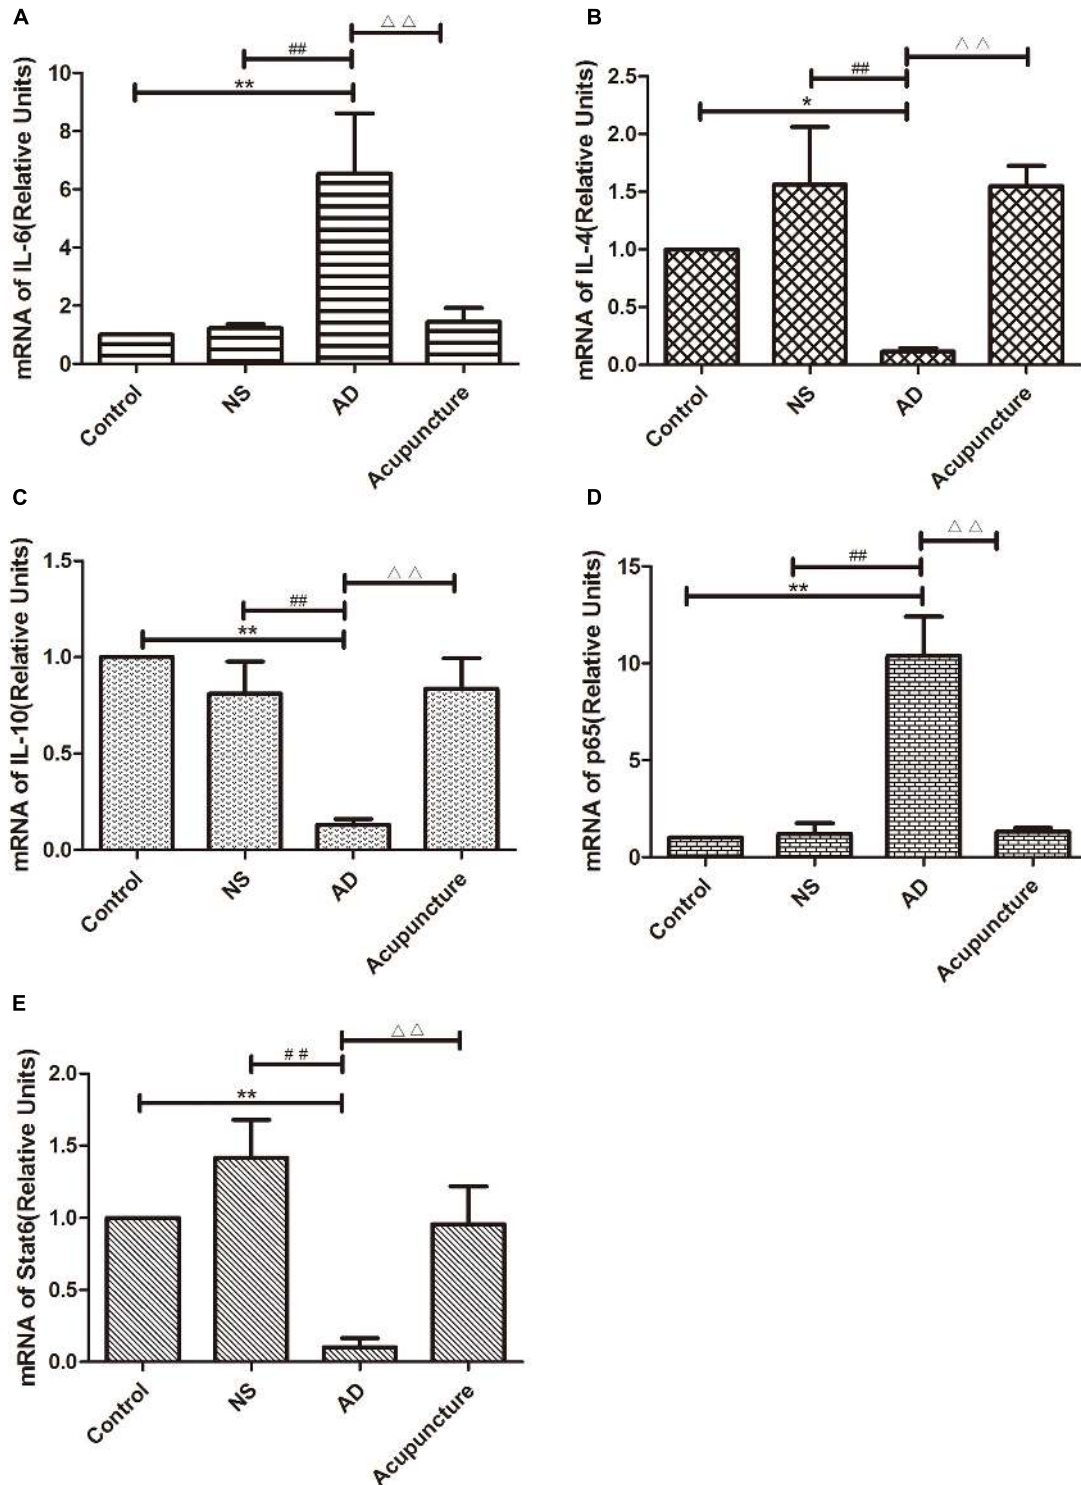 A
△ △
##
**
mRNA of IL-6(Relative Units)
10
8
6
4
2
0
Control
NS
AD
Acupuncture
B
△ △
##
*
mRNA of IL-4(Relative Units)
2.5
2.0
1.5
1.0
0.5
0.0
Control
NS
AD
Acupuncture
C
△ △
##
**
mRNA of IL-10(Relative Units)
1.5
1.0
0.5
0.0
Control
NS
AD
Acupuncture
D
△ △
##
**
mRNA of p65(Relative Units)
15
10
5
0
Control
NS
AD
Acupuncture
E
△ △
# #
**
mRNA of Stat6(Relative Units)
2.0
1.5
1.0
0.5
0.0
Control
NS
AD
Acupuncture